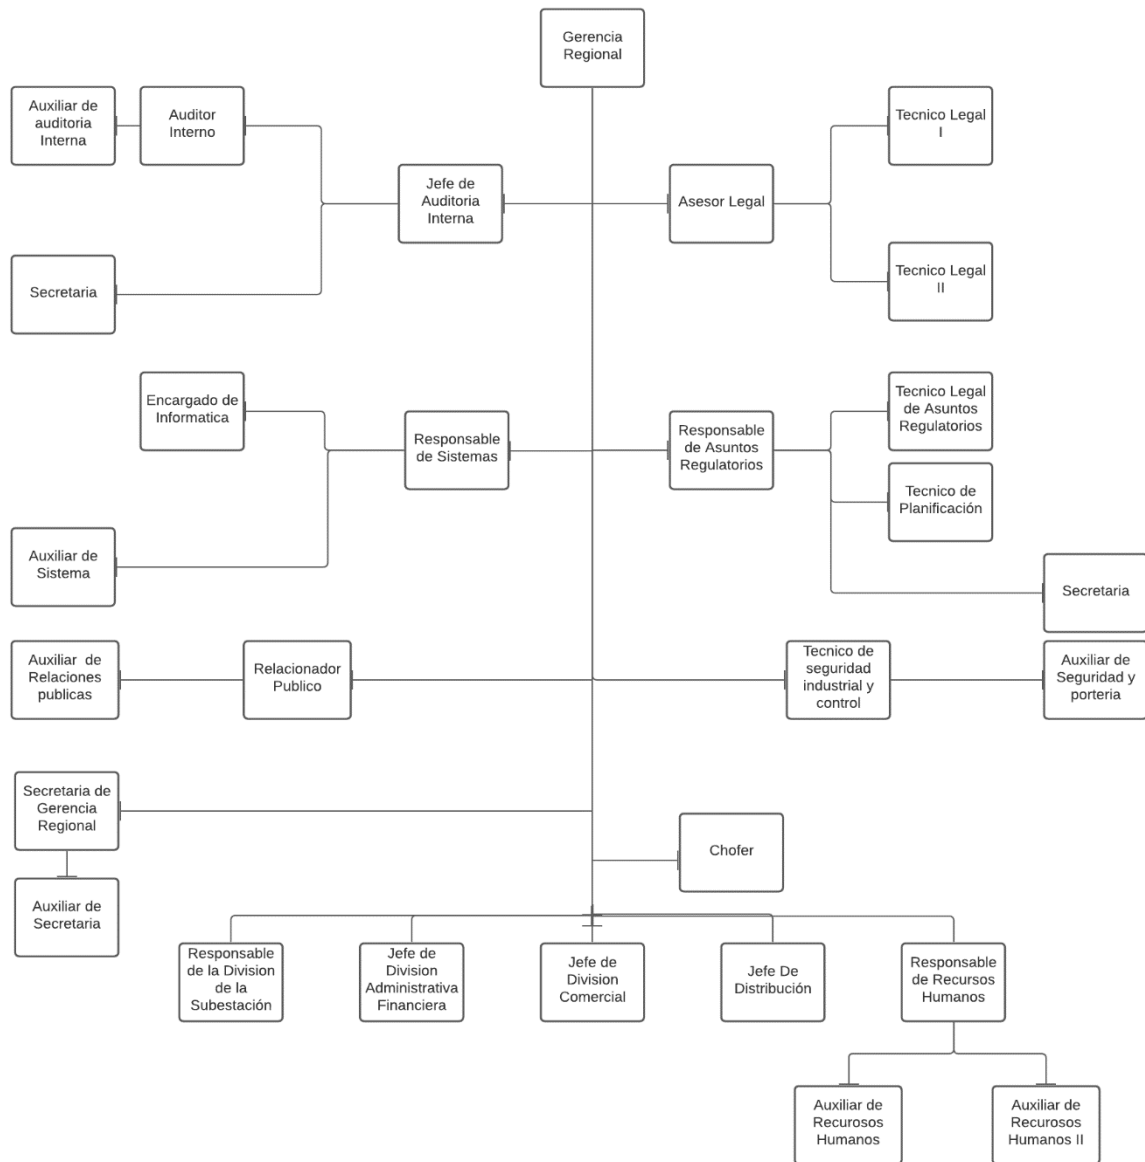 Gerencia
Regional
Auxiliar de
auditoria
Interna
Auditor
Interno
Tecnico Legal
I
Jefe de
Auditoria
Interna
Asesor Legal
Secretaria
Tecnico Legal
II
Encargado de
Informatica
Responsable
de Sistemas
Responsable
de Asuntos
Regulatorios
Tecnico Legal
de Asuntos
Regulatorios
Tecnico de
Planificación
Auxiliar de
Sistema
Secretaria
Auxiliar de
Relaciones
publicas
Relacionador
Publico
Tecnico de
seguridad
industrial y
control
Auxiliar de
Seguridad y
porteria
Secretaria de
Gerencia
Regional
Chofer
Auxiliar de
Secretaria
Responsable
de la Division
de la
Subestación
Jefe de
Division
Administrativa
Financiera
Jefe de
Division
Comercial
Jefe De
Distribución
Responsable
de Recursos
Humanos
Auxiliar de
Recurosos
Humanos
Auxiliar de
Recurosos
Humanos II